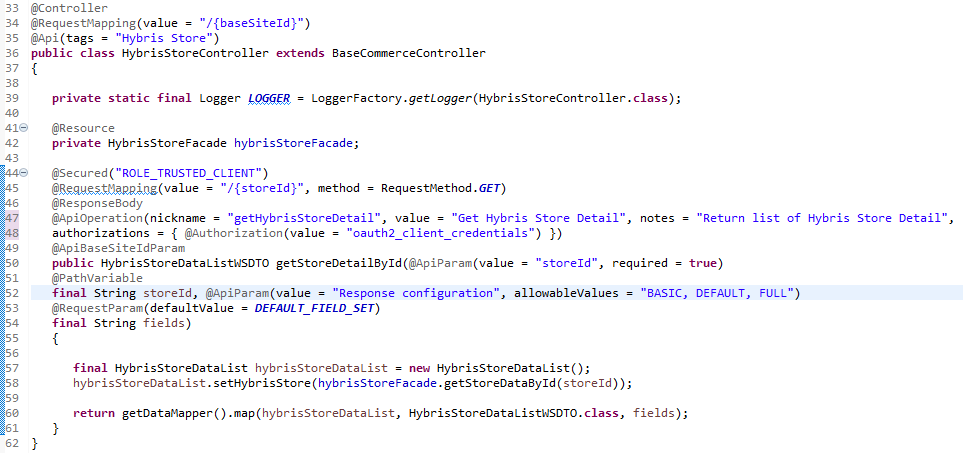 33 @Controller
34 @RequestMapping(value = "/{baseSiteId}")
35 @Api(tags = "Hybris Store")
36 public class HybrisStoreController extends BaseCommerceController
37 {
38
39 private static final Logger LOGGER = LoggerFactory.getLogger(HybrisStoreController.class);
40
41 @Resource
42 private HybrisStoreFacade hybrisStoreFacade;
43
44 @Secured("ROLE_TRUSTED_CLIENT")
45 @RequestMapping(value = "/{storeId}", method = RequestMethod.GET)
46 @ResponseBody
47 @ApiOperation(nickname = "getHybrisStoreDetail", value = "Get Hybris Store Detail", notes = "Return list of Hybris Store Detail",
48 authorizations = { @Authorization(value = "oauth2_client_credentials") })
49 @ApiBaseSiteIdParam
50 public HybrisStoreDataListWSDTO getStoreDetailById(@ApiParam(value = "storeId", required = true)
51 @PathVariable
52 final String storeId, @ApiParam(value = "Response configuration", allowableValues = "BASIC, DEFAULT, FULL")
53 @RequestParam(defaultValue = DEFAULT_FIELD_SET)
54 final String fields)
55 {
56
57 final HybrisStoreDataList hybrisStoreDataList = new HybrisStoreDataList();
58 hybrisStoreDataList.setHybrisStore(hybrisStoreFacade.getStoreDataById(storeId));
59
60 return getDataMapper().map(hybrisStoreDataList, HybrisStoreDataListWSDTO.class, fields);
61 }
62 }